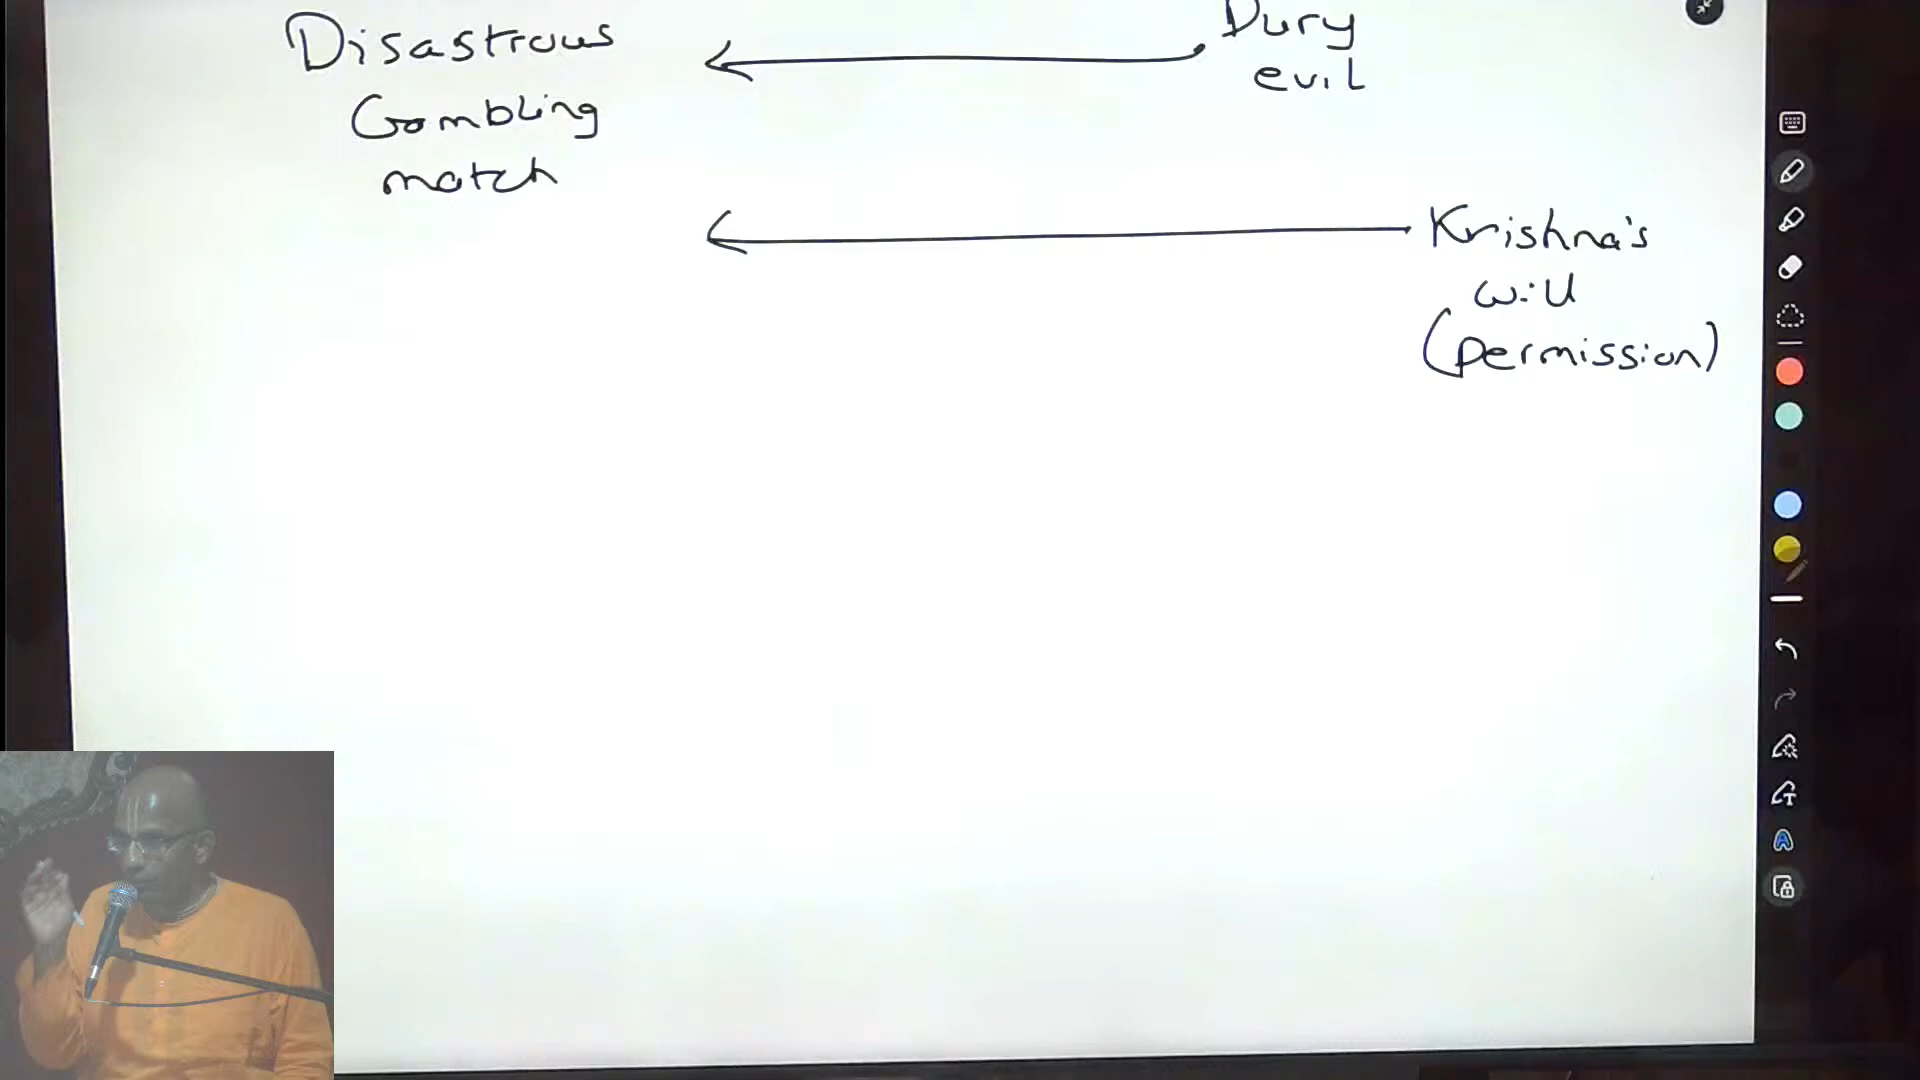 Disastrous
Gambling
match
Dury
evil
Krishna's
will
(permission)